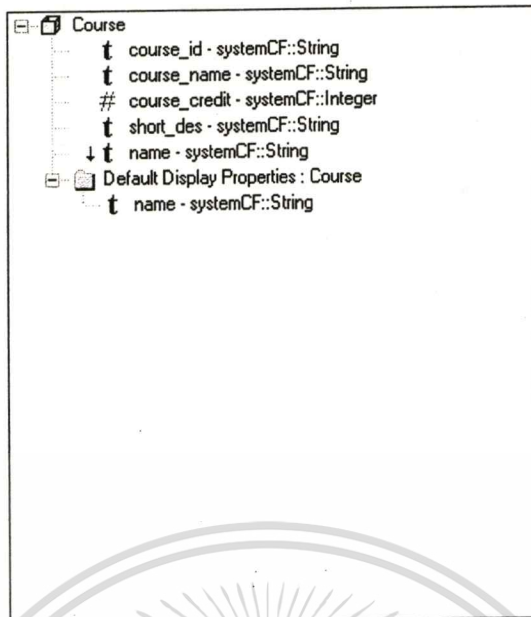 Course
t course_id - systemCF::String
t course_name - systemCF::String
# course_credit - systemCF::Integer
t short_des - systemCF::String
↓ t name - systemCF::String
Default Display Properties : Course
t name - systemCF::String